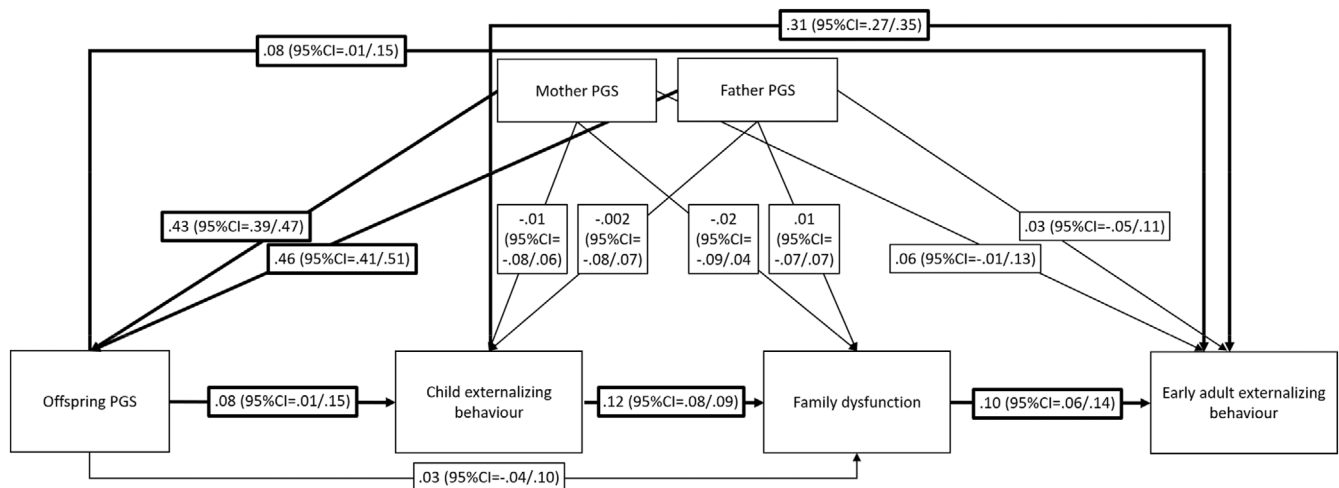 .31 (95%CI=.27/.35)
.08 (95%CI=.01/.15)
Mother PGS
Father PGS
.43 (95%CI=.39/.47)
.46 (95%CI=.41/.51)
-.01
(95%CI=
-.08/.06)
-.002
(95%CI=
-.08/.07)
-.02
(95%CI=
-.09/.04
.01
(95%CI=
-.07/.07)
.03 (95%CI=-.05/.11)
.06 (95%CI=-.01/.13)
Offspring PGS
.08 (95%CI=.01/.15)
Child externalizing
behaviour
.12 (95%CI=.08/.09)
Family dysfunction
.10 (95%CI=.06/.14)
Early adult externalizing
behaviour
.03 (95%CI=-.04/.10)